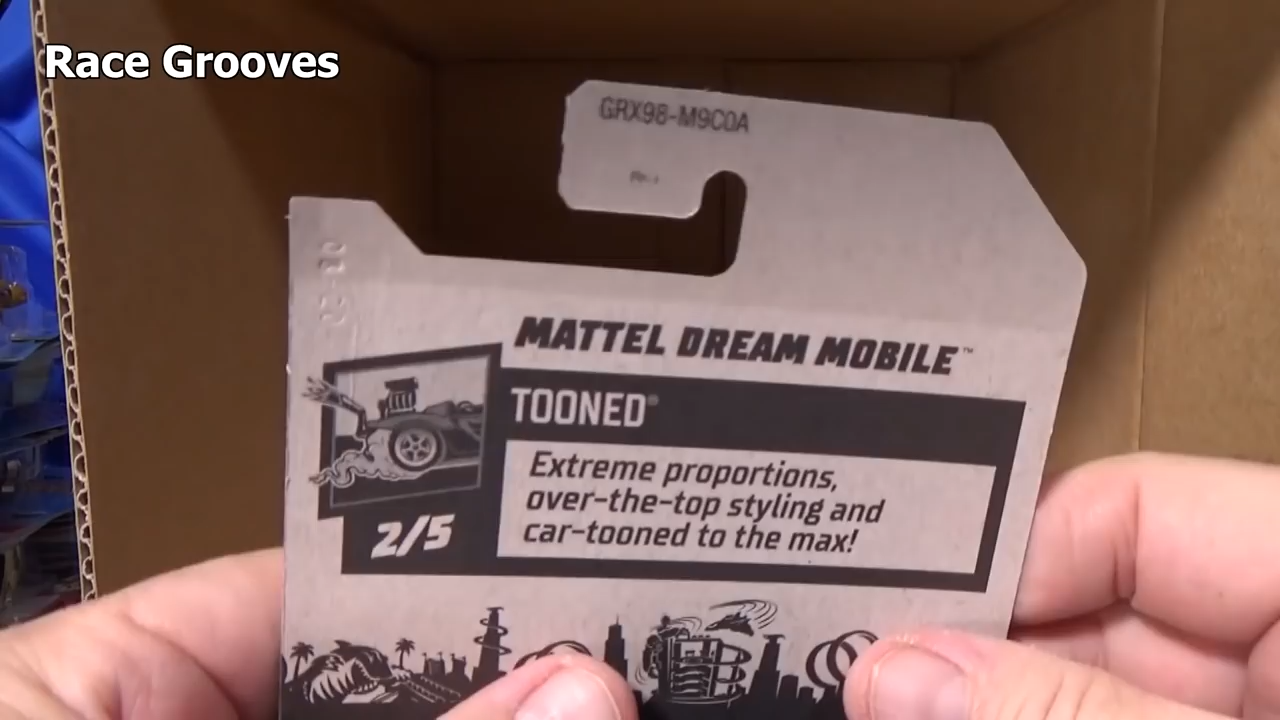 Race Grooves
GRX98-M9C0A
MATTEL DREAM MOBILE™
TOONED®
Extreme proportions,
over-the-top styling and
car-tooned to the max!
2/5